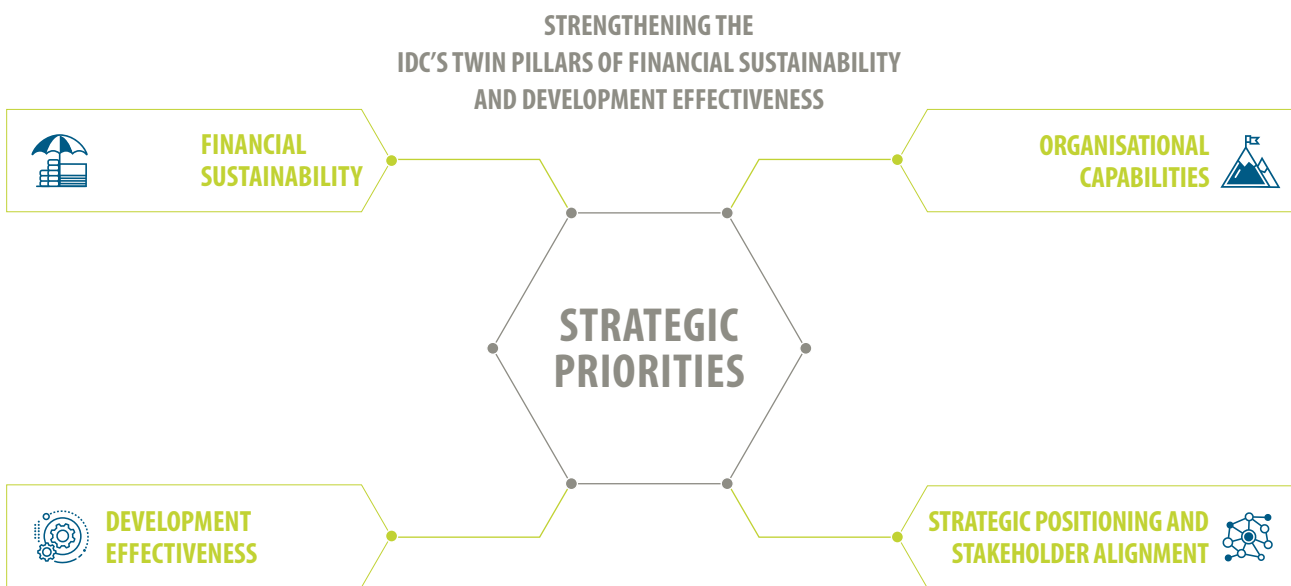 STRENGTHENING THE
IDC'S TWIN PILLARS OF FINANCIAL SUSTAINABILITY
AND DEVELOPMENT EFFECTIVENESS
FINANCIAL
SUSTAINABILITY
ORGANISATIONAL
CAPABILITIES
STRATEGIC
PRIORITIES
DEVELOPMENT
EFFECTIVENESS
STRATEGIC POSITIONING AND
STAKEHOLDER ALIGNMENT